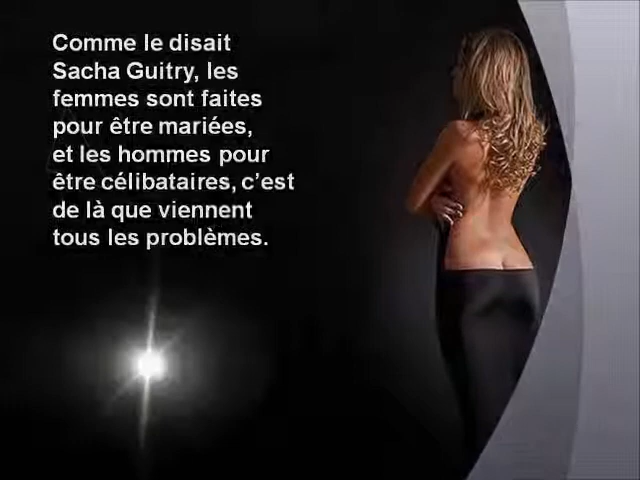 Comme le disait
Sacha Guitry, les
femmes sont faites
pour être mariées,
et les hommes pour
être célibataires, c’est
de là que viennent
tous les problèmes.